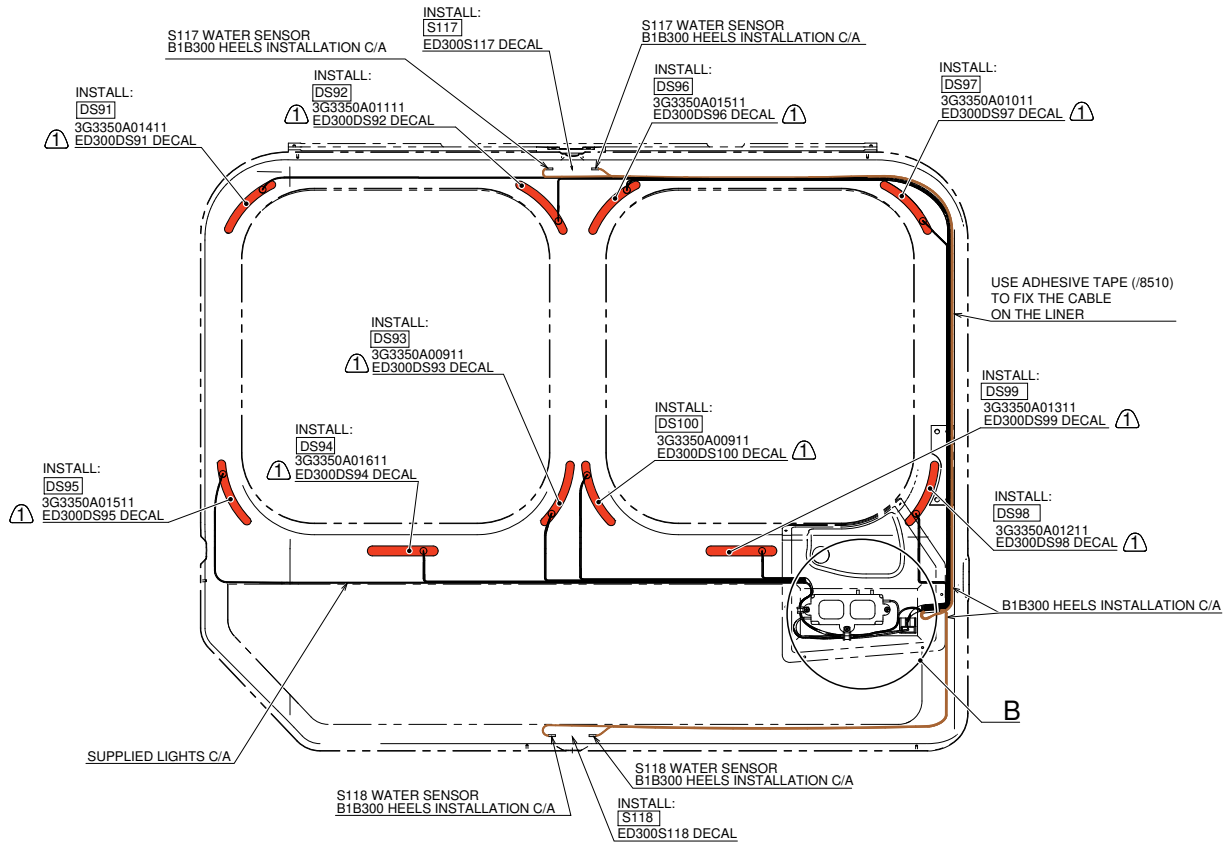 INSTALL:
S117
ED300S117 DECAL
S117 WATER SENSOR
B1B300 HEELS INSTALLATION C/A
S117 WATER SENSOR
B1B300 HEELS INSTALLATION C/A
INSTALL:
DS91
3G3350A01411
1 ED300DS91 DECAL
INSTALL:
DS92
3G3350A01111
1 ED300DS92 DECAL
INSTALL:
DS96
3G3350A01511
ED300DS96 DECAL 1
INSTALL:
DS97
3G3350A01011
ED300DS97 DECAL 1
USE ADHESIVE TAPE (/8510)
TO FIX THE CABLE
ON THE LINER
INSTALL:
DS93
3G3350A00911
1 ED300DS93 DECAL
INSTALL:
DS99
3G3350A01311
ED300DS99 DECAL 1
INSTALL:
DS100
3G3350A00911
ED300DS100 DECAL 1
INSTALL:
DS94
3G3350A01611
1 ED300DS94 DECAL
INSTALL:
DS95
3G3350A01511
1 ED300DS95 DECAL
INSTALL:
DS98
3G3350A01211
ED300DS98 DECAL 1
B1B300 HEELS INSTALLATION C/A
B
SUPPLIED LIGHTS C/A
S118 WATER SENSOR
B1B300 HEELS INSTALLATION C/A
S118 WATER SENSOR
B1B300 HEELS INSTALLATION C/A
INSTALL:
S118
ED300S118 DECAL